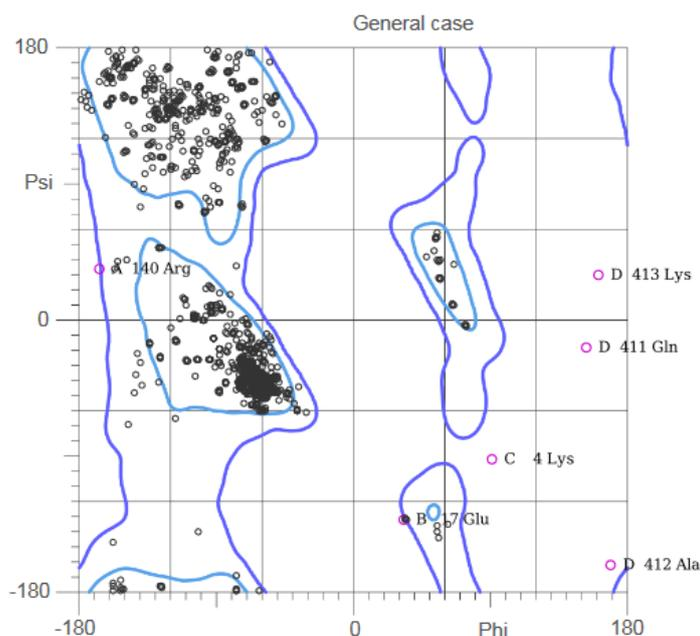 General case
180
Psi
A 140 Arg
D 413 Lys
0
D 411 Gln
C 4 Lys
B 17 Glu
D 412 Ala
-180
-180
0
Phi
180